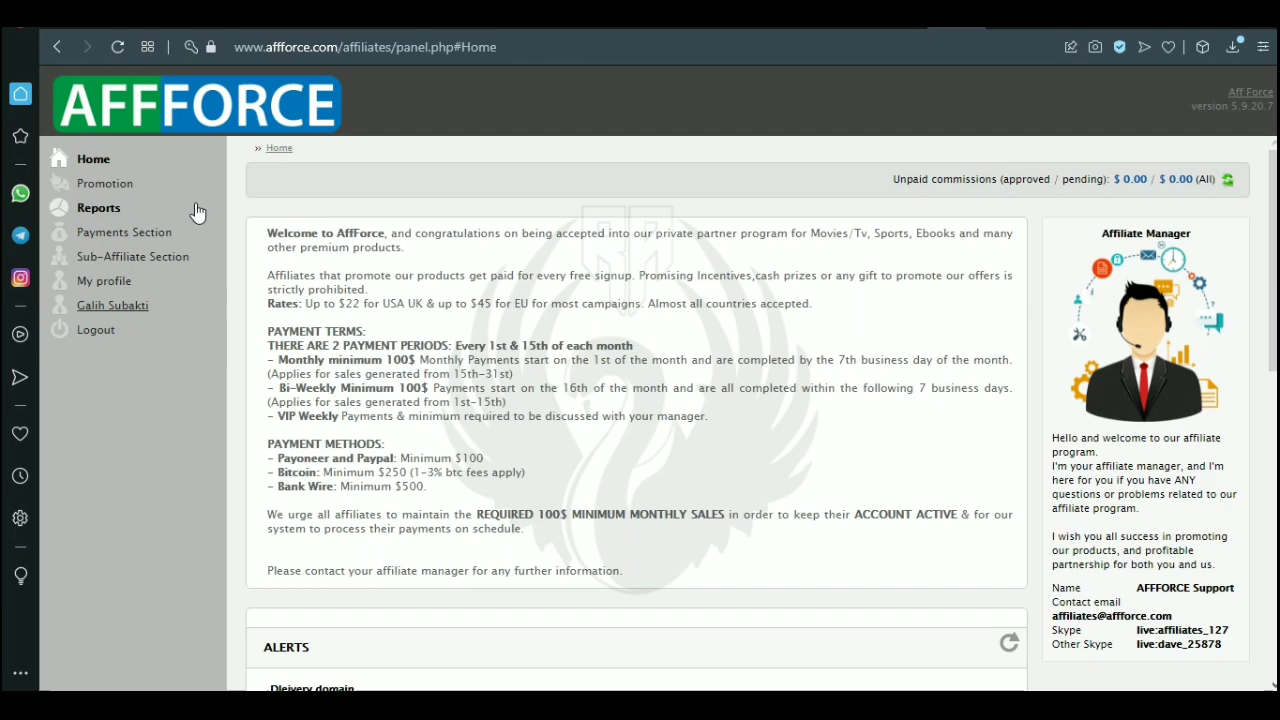 www.affforce.com/affiliates/panel.php#Home
AFFFORCE
Aff Force
version 5.9.20.7
Home
Promotion
Reports
Payments Section
Sub-Affiliate Section
My profile
Galih Subakti
Logout
›› Home
Unpaid commissions (approved / pending): $ 0.00 / $ 0.00 (All)
Welcome to AffForce, and congratulations on being accepted into our private partner program for Movies/Tv, Sports, Ebooks and many
other premium products.
Affiliates that promote our products get paid for every free signup. Promising Incentives,cash prizes or any gift to promote our offers is
strictly prohibited.
Rates: Up to $22 for USA UK & up to $45 for EU for most campaigns. Almost all countries accepted.
PAYMENT TERMS:
THERE ARE 2 PAYMENT PERIODS: Every 1st & 15th of each month
- Monthly minimum 100$ Monthly Payments start on the 1st of the month and are completed by the 7th business day of the month.
(Applies for sales generated from 15th-31st)
- Bi-Weekly Minimum 100$ Payments start on the 16th of the month and are all completed within the following 7 business days.
(Applies for sales generated from 1st-15th)
- VIP Weekly Payments & minimum required to be discussed with your manager.
PAYMENT METHODS:
- Payoneer and Paypal: Minimum $100
- Bitcoin: Minimum $250 (1-3% btc fees apply)
- Bank Wire: Minimum $500.
We urge all affiliates to maintain the REQUIRED 100$ MINIMUM MONTHLY SALES in order to keep their ACCOUNT ACTIVE & for our
system to process their payments on schedule.
Please contact your affiliate manager for any further information.
ALERTS
Dleivery domain
Affiliate Manager
Hello and welcome to our affiliate
program.
I'm your affiliate manager, and I'm
here for you if you have ANY
questions or problems related to our
affiliate program.
I wish you all success in promoting
our products, and profitable
partnership for both you and us.
Name AFFFORCE Support
Contact email
affiliates@affforce.com
Skype live:affiliates_127
Other Skype live:dave_25878